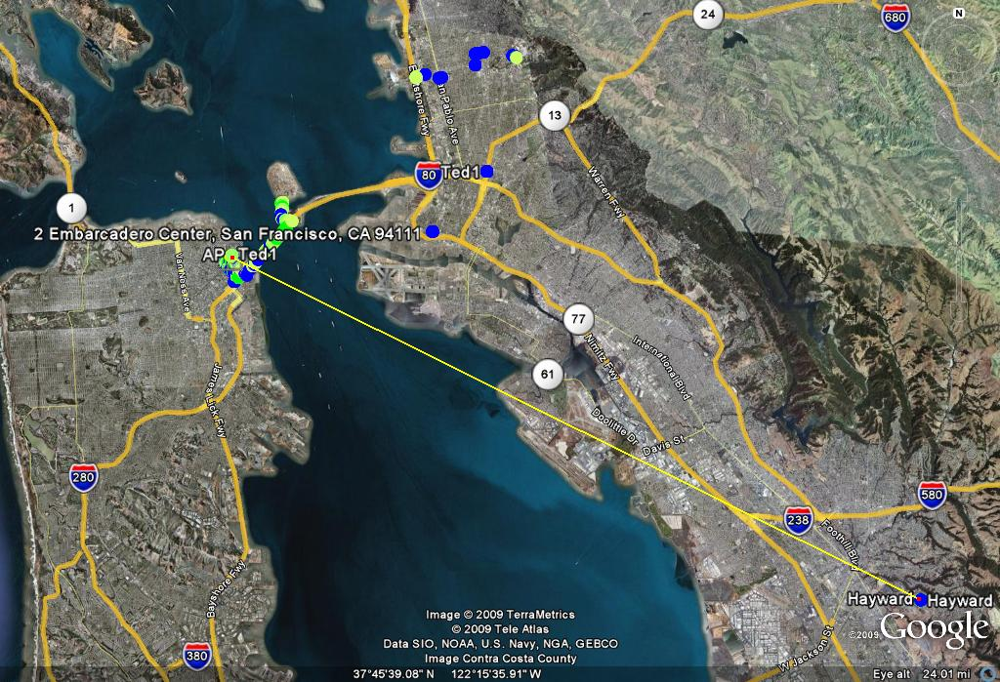 24
680
N
13
Bayshore Fwy
San Pablo Ave
80
Ted1
Warren Fwy
1
2 Embarcadero Center, San Francisco, CA 94111
Ted1
Van Ness Ave
77
Nimitz Fwy
International Blvd
61
James Lick Fwy
Doolittle Dr
Davis St
280
580
238
Foothill Blvd
Bayshore Fwy
Hayward
Hayward
Image © 2009 TerraMetrics
© 2009 Tele Atlas
Data SIO, NOAA, U.S. Navy, NGA, GEBCO
Image Contra Costa County
©2009 Google
W Jackson St
380
37°45'39.08" N 122°15'35.91" W
Eye alt 24.01 mi